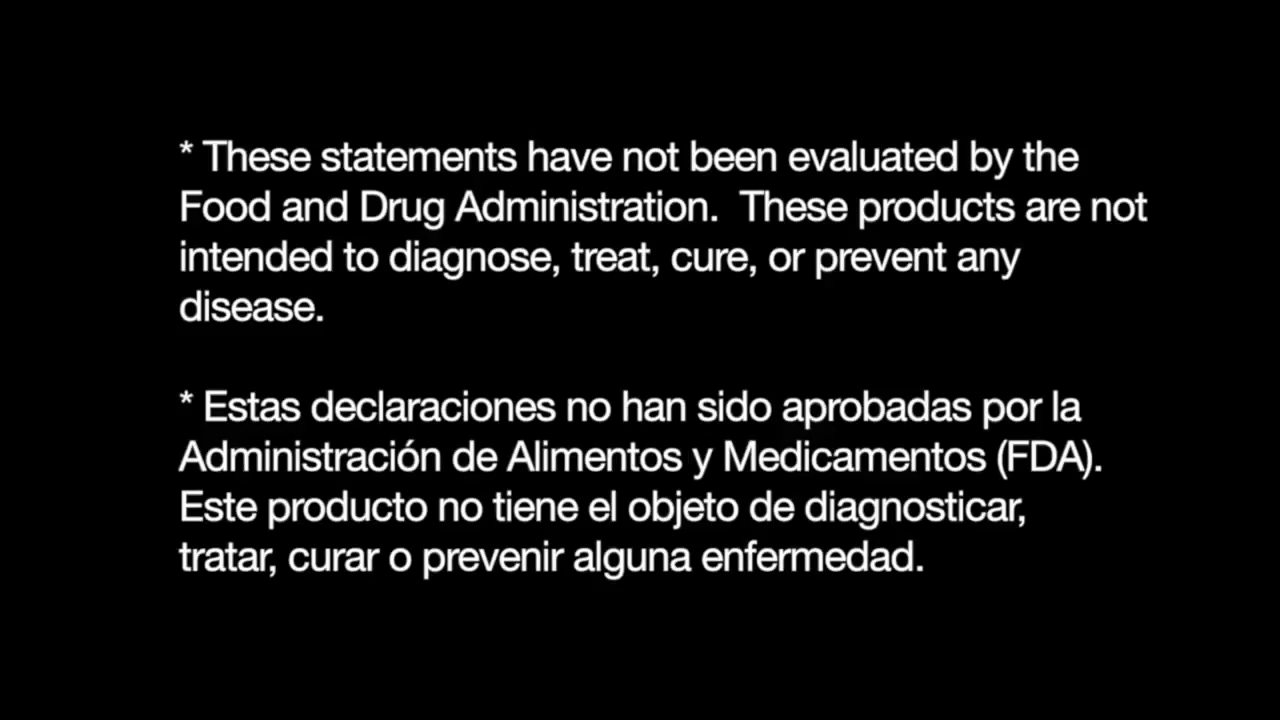 * These statements have not been evaluated by the
Food and Drug Administration.  These products are not
intended to diagnose, treat, cure, or prevent any
disease.
* Estas declaraciones no han sido aprobadas por la
Administración de Alimentos y Medicamentos (FDA).
Este producto no tiene el objeto de diagnosticar,
tratar, curar o prevenir alguna enfermedad.